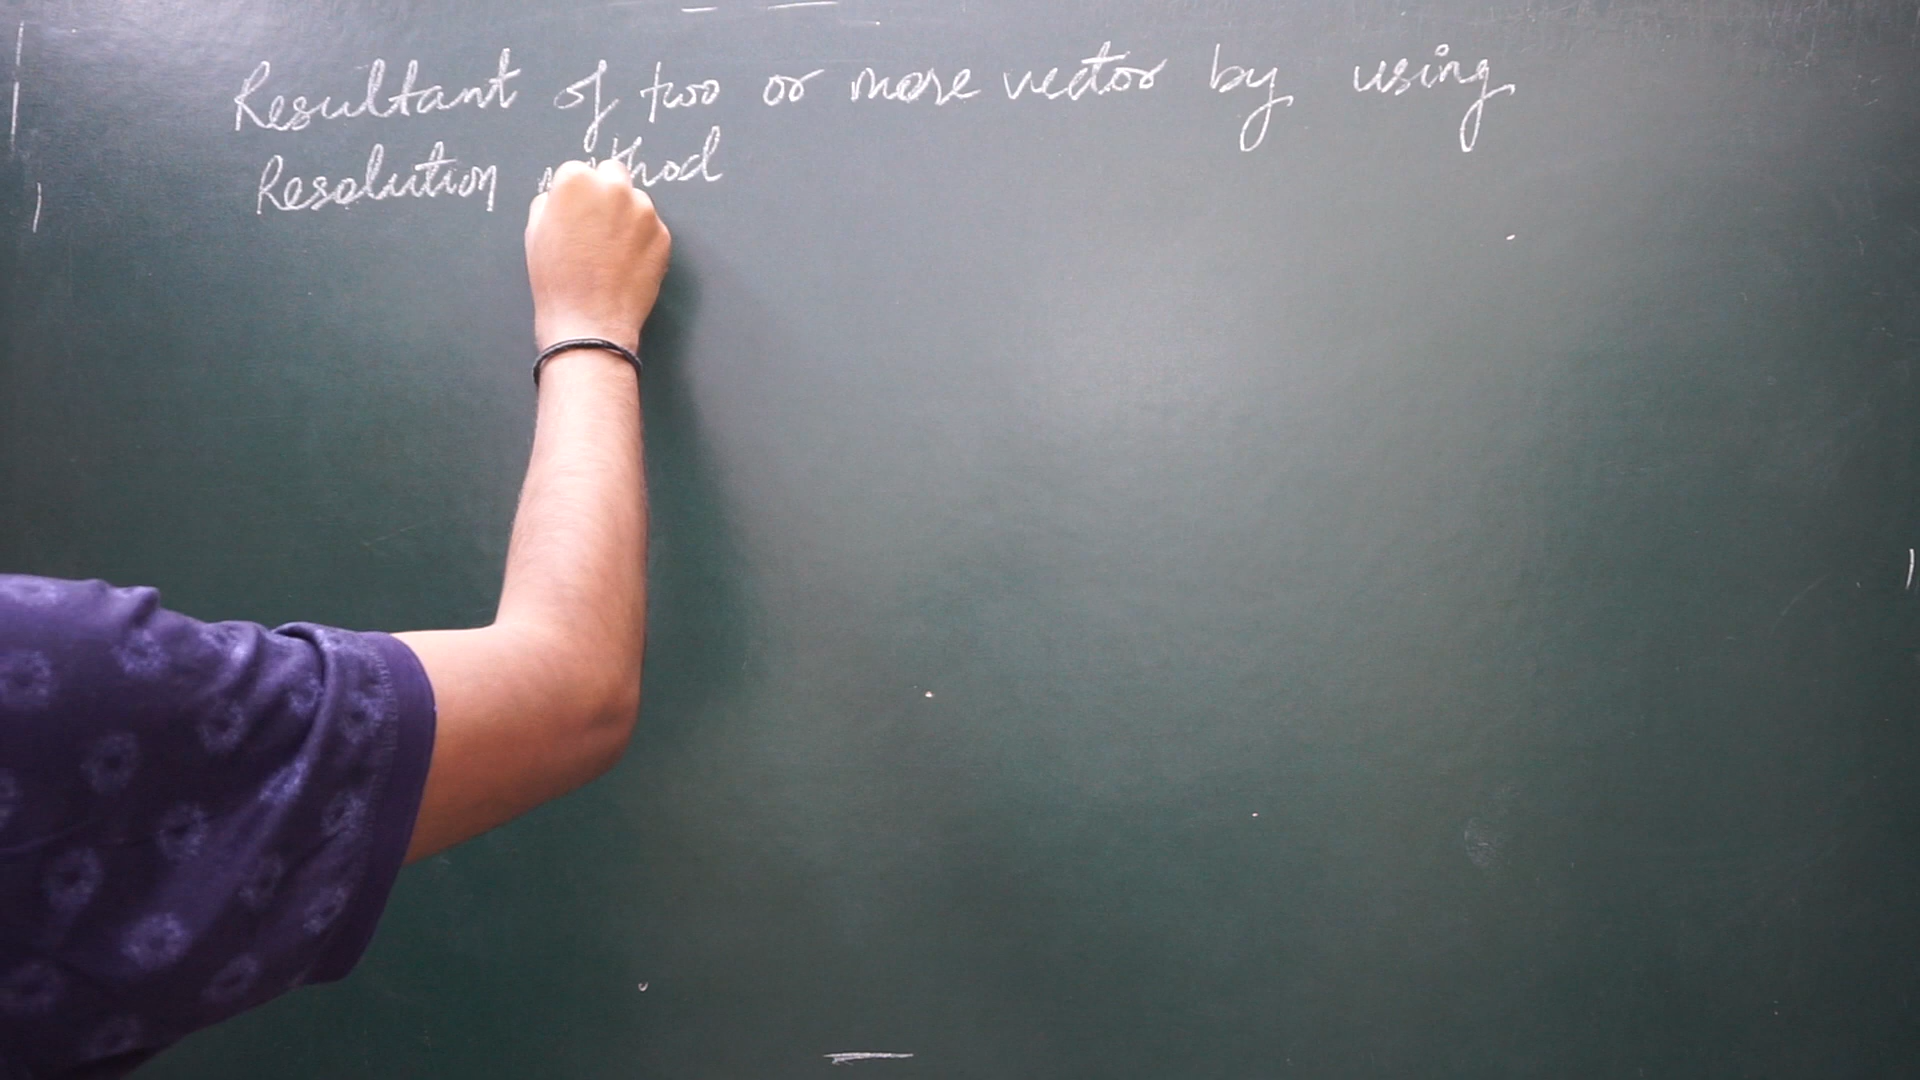 Resultant of two or more vector by using
Resolution method